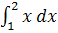 ∫₁² x dx